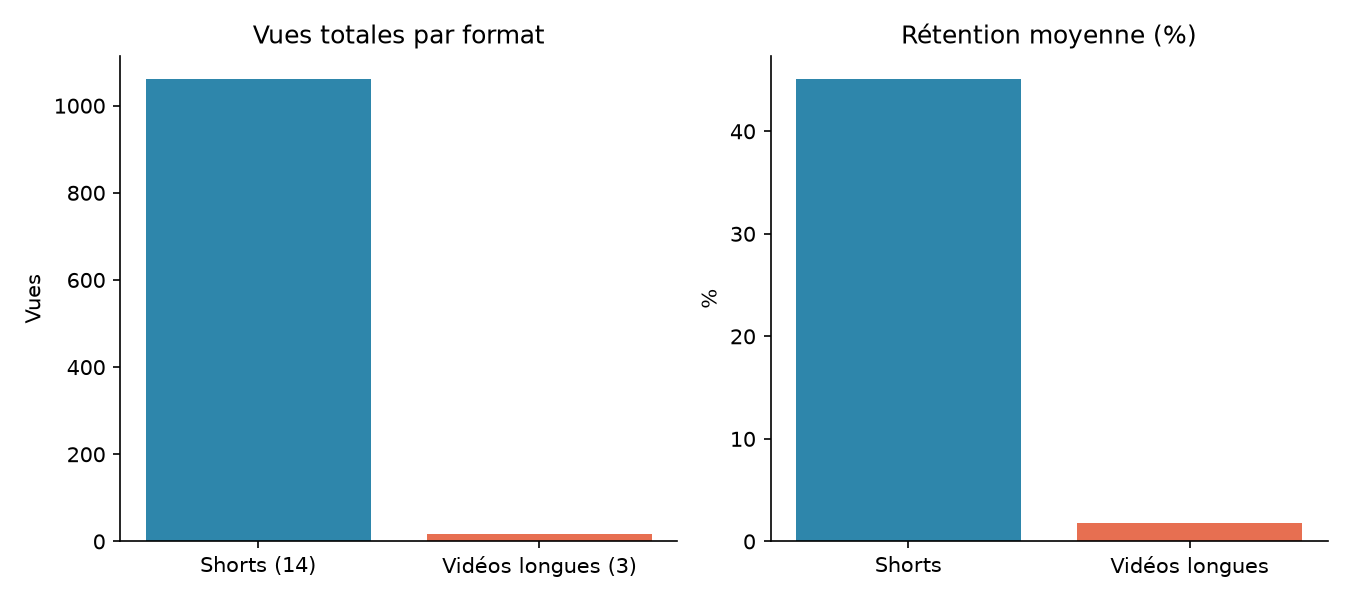 Vues totales par format
Vues
1000
800
600
400
200
0
Shorts (14)
Vidéos longues (3)
Rétention moyenne (%)
%
40
30
20
10
0
Shorts
Vidéos longues